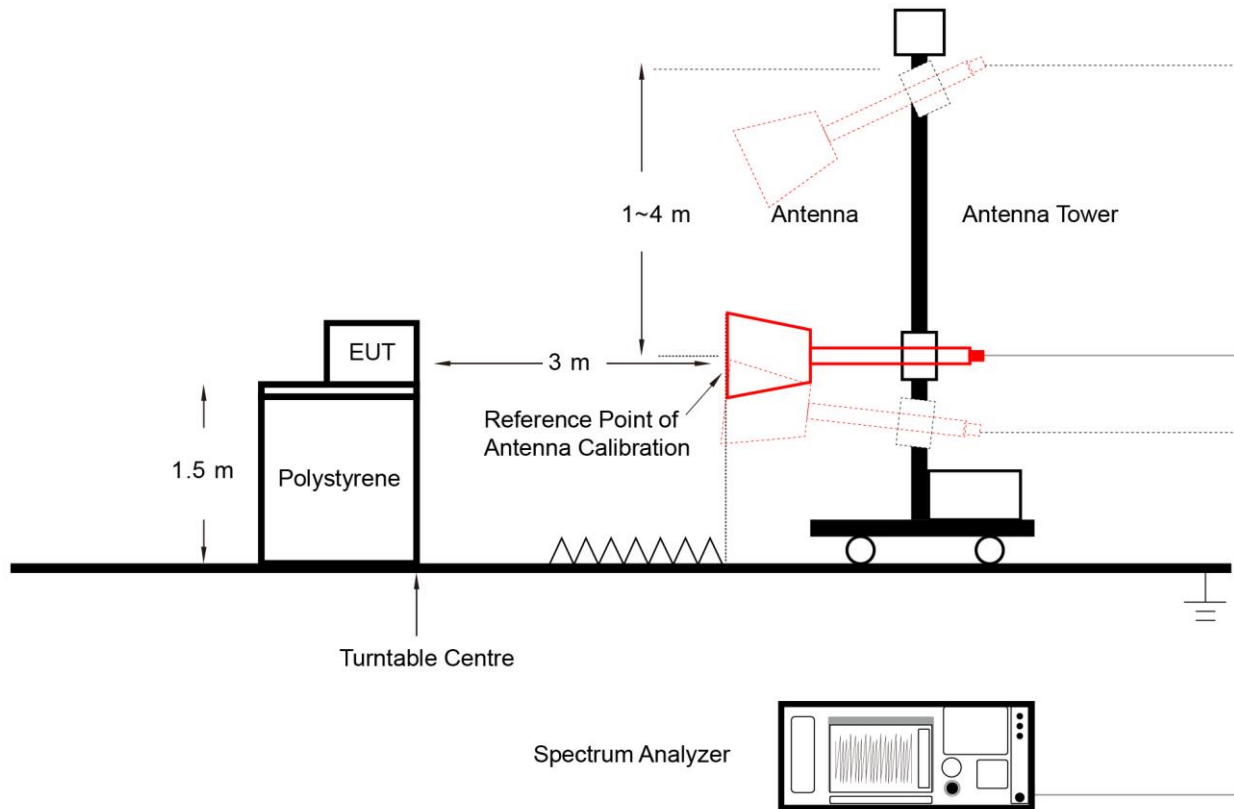 1~4 m
Antenna
Antenna Tower
EUT
3 m
Reference Point of
Antenna Calibration
1.5 m
Polystyrene
Turntable Centre
Spectrum Analyzer